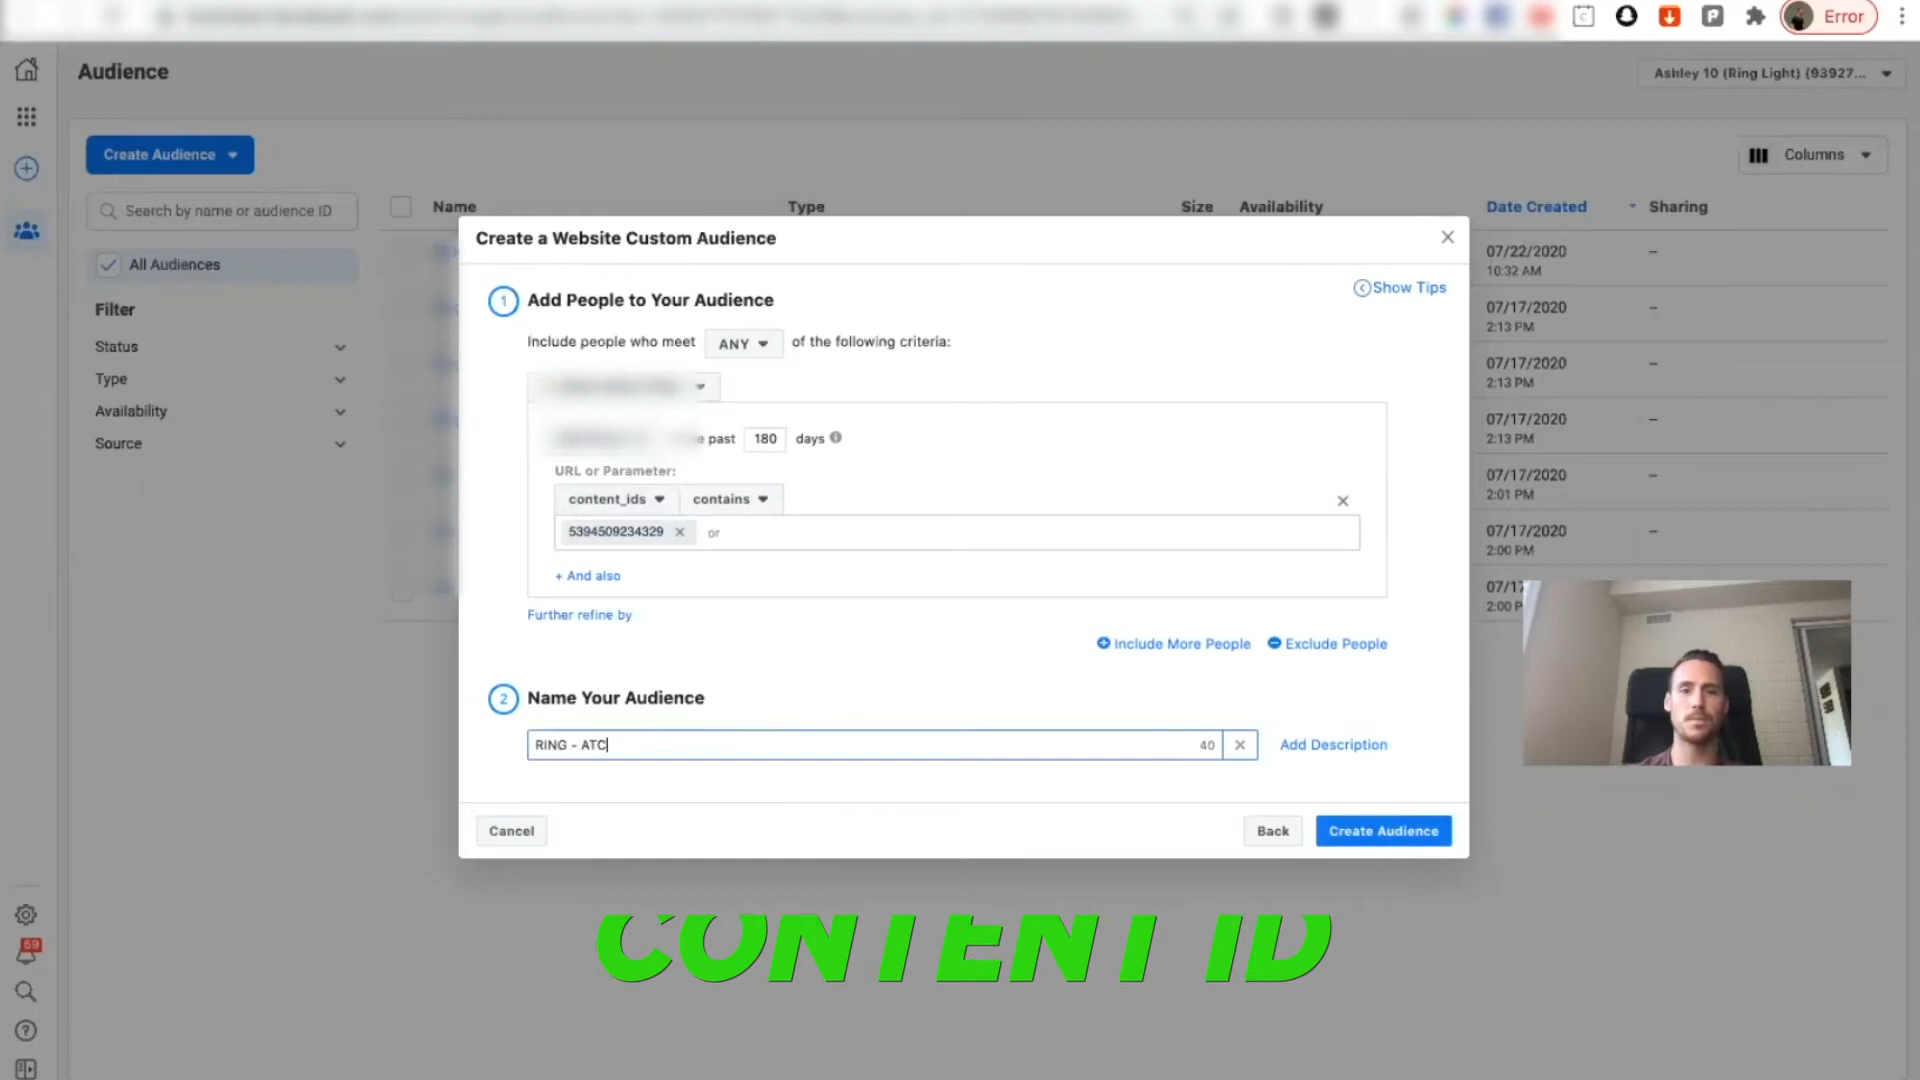 Error
Audience
Ashley 10 (Ring Light) (93927...
Create Audience
Columns
Search by name or audience ID
Name
Type
Size
Availability
Date Created
Sharing
All Audiences
Filter
Status
Type
Availability
Source
07/22/2020
10:32 AM
–
07/17/2020
2:13 PM
–
07/17/2020
2:13 PM
–
07/17/2020
2:13 PM
–
07/17/2020
2:01 PM
–
07/17/2020
2:00 PM
–
07/1
2:00 P
Create a Website Custom Audience
Show Tips
1
Add People to Your Audience
Include people who meet ANY of the following criteria:
past 180 days
URL or Parameter:
content_ids contains
5394509234329 or
+ And also
Further refine by
Include More People Exclude People
2
Name Your Audience
RING - ATC
40
Add Description
Cancel
Back
Create Audience
59
CONTENT ID